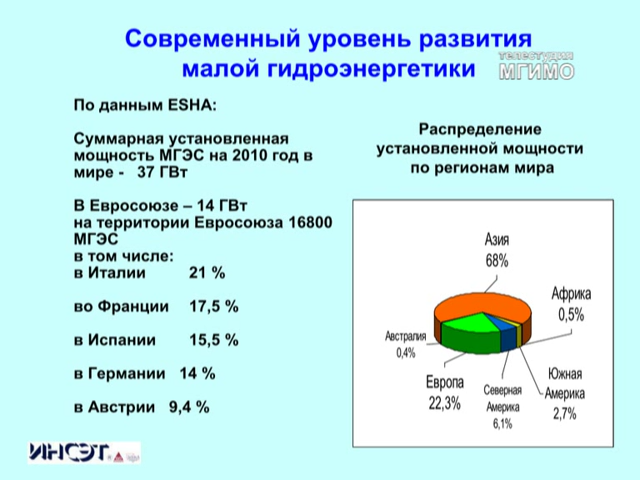 Современный уровень развития
малой гидроэнергетики
телестудия
МГИМО
По данным ESHA:
Суммарная установленная
мощность МГЭС на 2010 год в
мире - 37 ГВт
В Евросоюзе – 14 ГВт
на территории Евросоюза 16800
МГЭС
в том числе:
в Италии 21 %
во Франции 17,5 %
в Испании 15,5 %
в Германии 14 %
в Австрии 9,4 %
Распределение
установленной мощности
по регионам мира
Азия
68%
Африка
0,5%
Австралия
0,4%
Европа
22,3%
Северная
Америка
6,1%
Южная
Америка
2,7%
ИНСЭТ